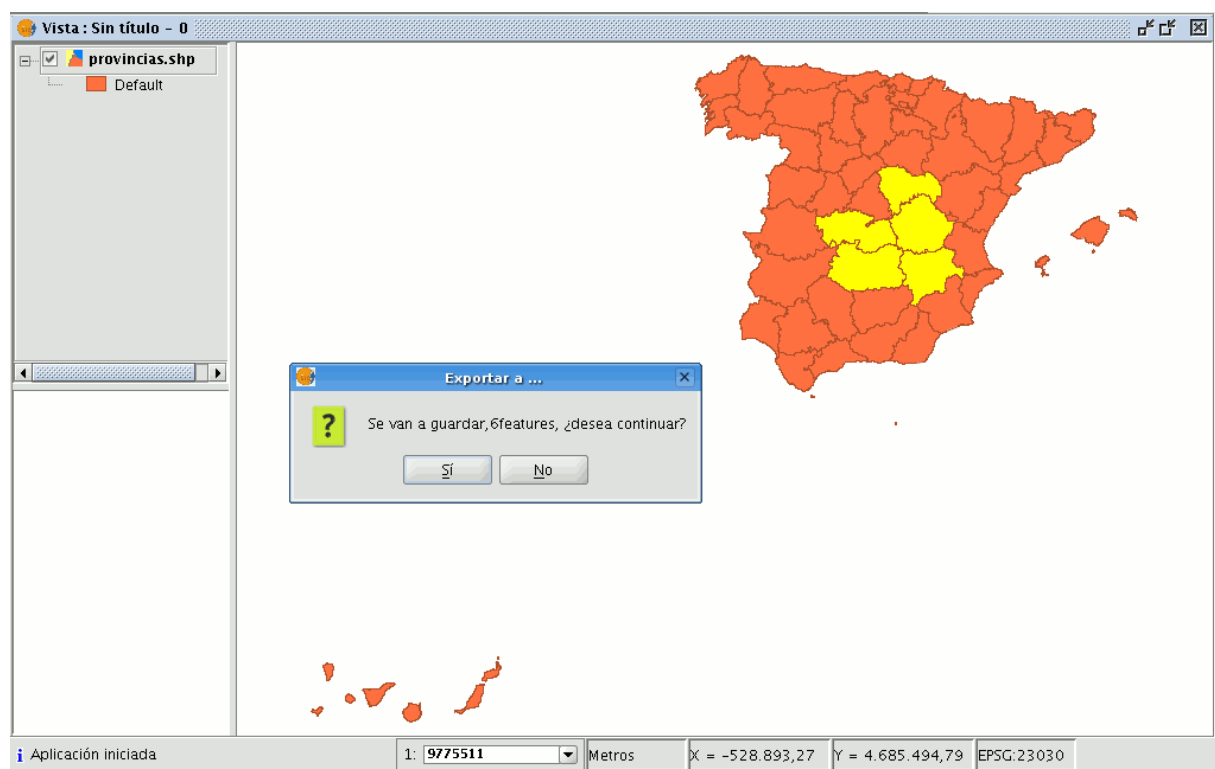 Vista : Sin título - 0
provincias.shp
Default
Exportar a ...
?
Se van a guardar,6features, ¿desea continuar?
Sí
No
i Aplicación iniciada
1: 9775511
Metros
X = -528.893,27
Y = 4.685.494,79
EPSG:23030